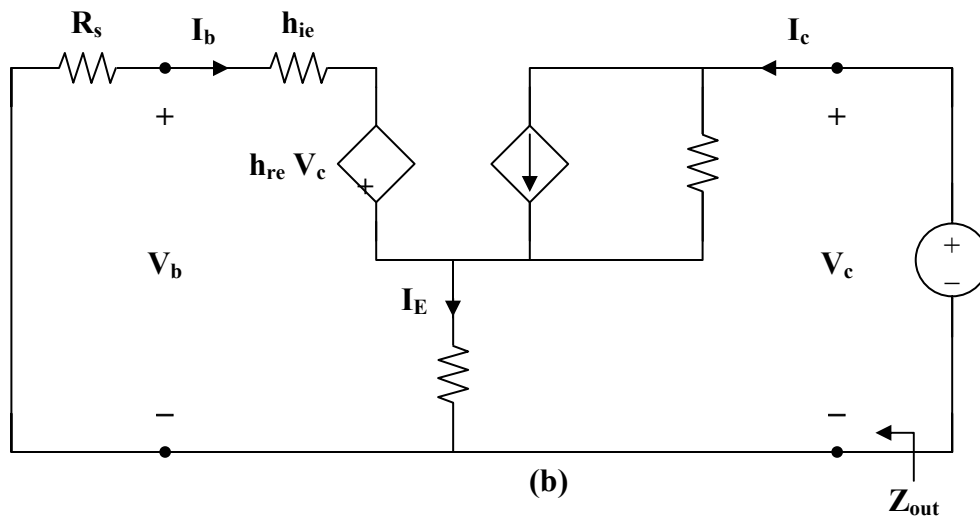 Rs Ib hie Ic
+ +
hre Vc +
Vb Vc + −
IE
− −
(b)
Zout